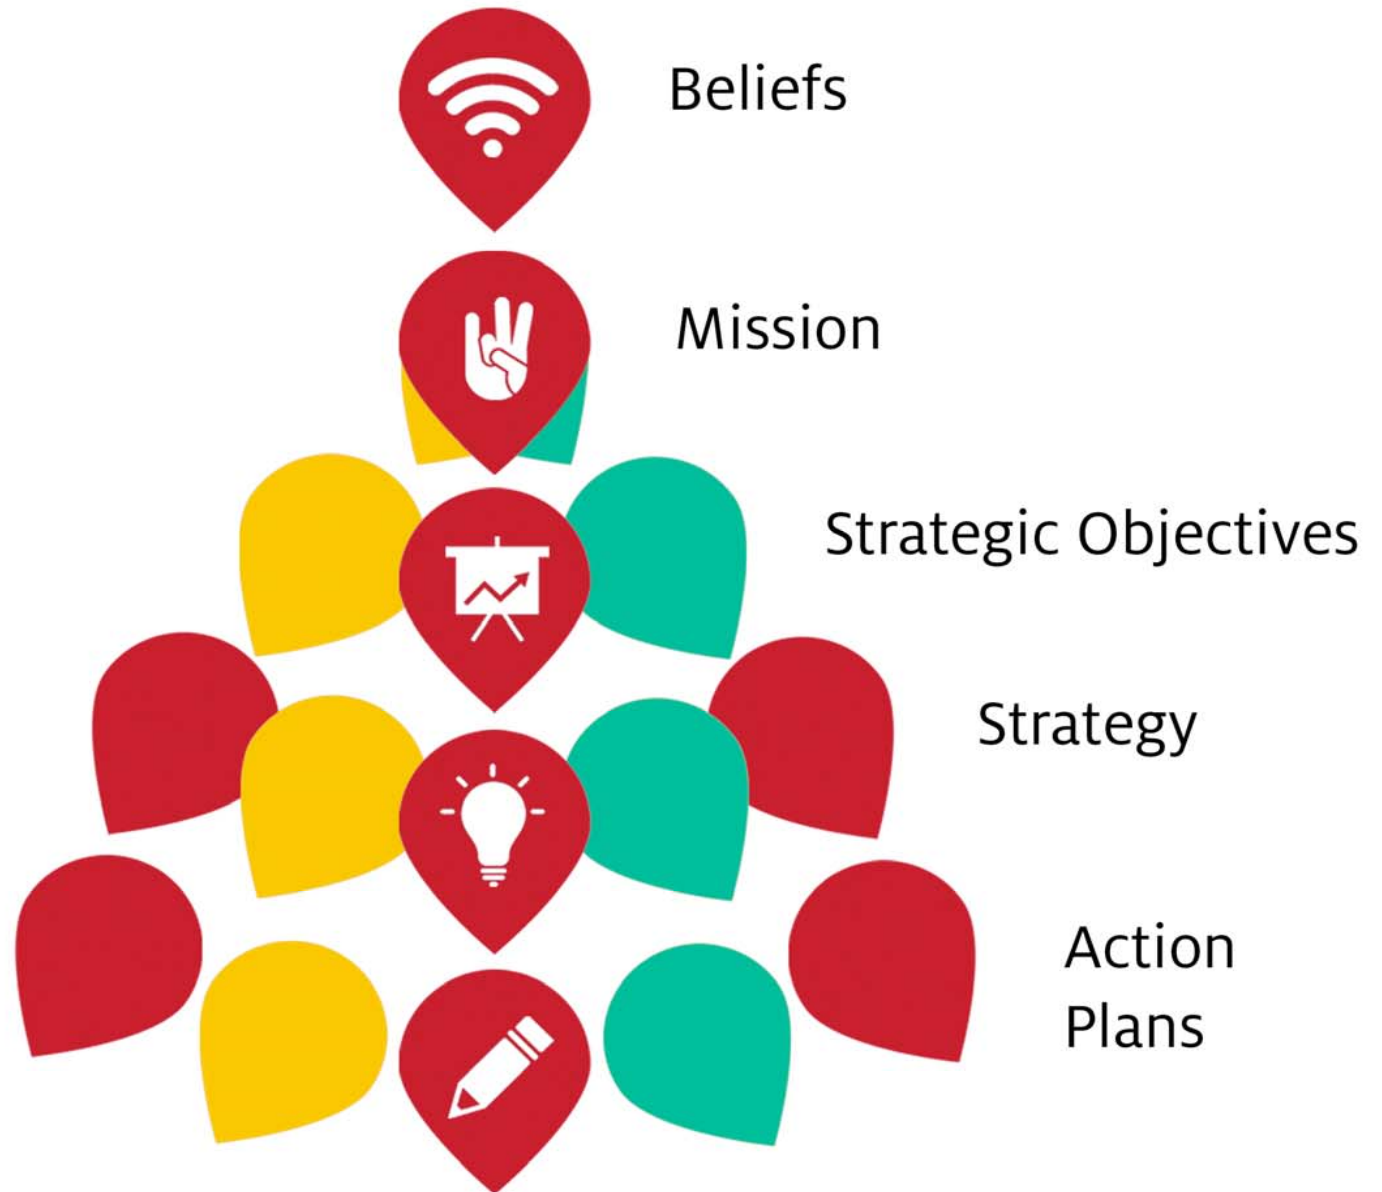 Beliefs
Mission
Strategic Objectives
Strategy
Action
Plans